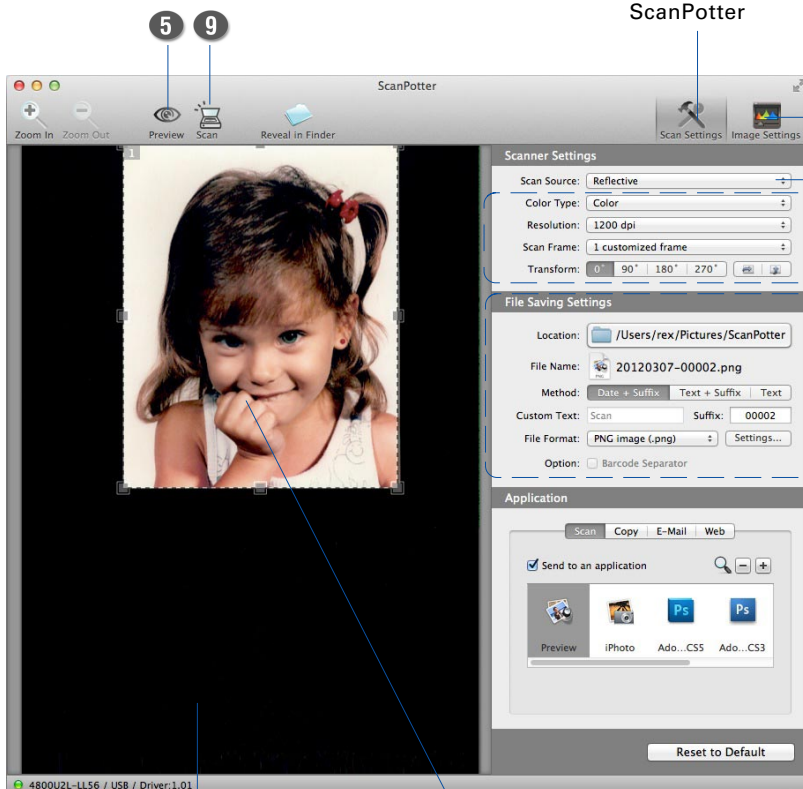 ScanPotter
5 9
ScanPotter
Zoom In Zoom Out Preview Scan Reveal in Finder Scan Settings Image Settings
1
Scanner Settings
Scan Source: Reflective
Color Type: Color
Resolution: 1200 dpi
Scan Frame: 1 customized frame
Transform: 0° 90° 180° 270°
File Saving Settings
Location: /Users/rex/Pictures/ScanPotter
File Name: 20120307-00002.png
Method: Date + Suffix Text + Suffix Text
Custom Text: Scan Suffix: 00002
File Format: PNG image (.png) Settings...
Option: Barcode Separator
Application
Scan Copy E-Mail Web
Send to an application
Ps Ps
Preview iPhoto Ado...CS5 Ado...CS3
Reset to Default
4800U2L-LL56 / USB / Driver:1.01